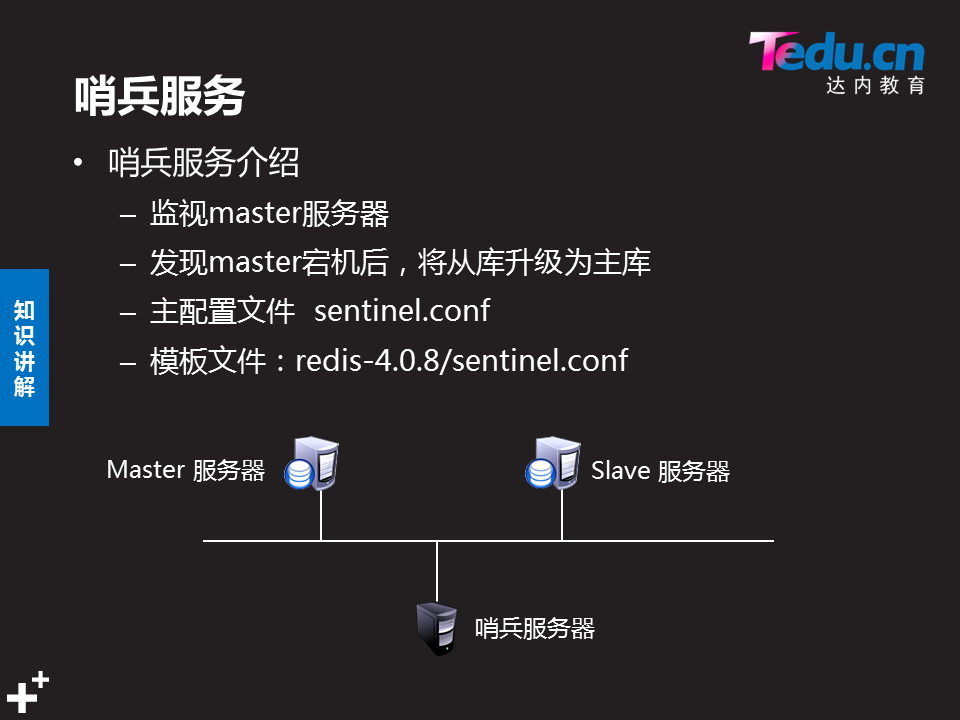 Tedu.cn
达内教育
哨兵服务
• 哨兵服务介绍
– 监视master服务器
– 发现master宕机后，将从库升级为主库
– 主配置文件 sentinel.conf
– 模板文件：redis-4.0.8/sentinel.conf
知
识
讲
解
Master 服务器
Slave 服务器
哨兵服务器